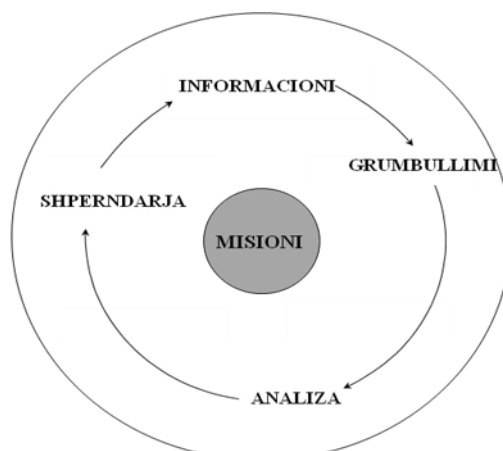 INFORMACIONI
GRUMBULLIMI
SHPERNDARJA
MISIONI
ANALIZA